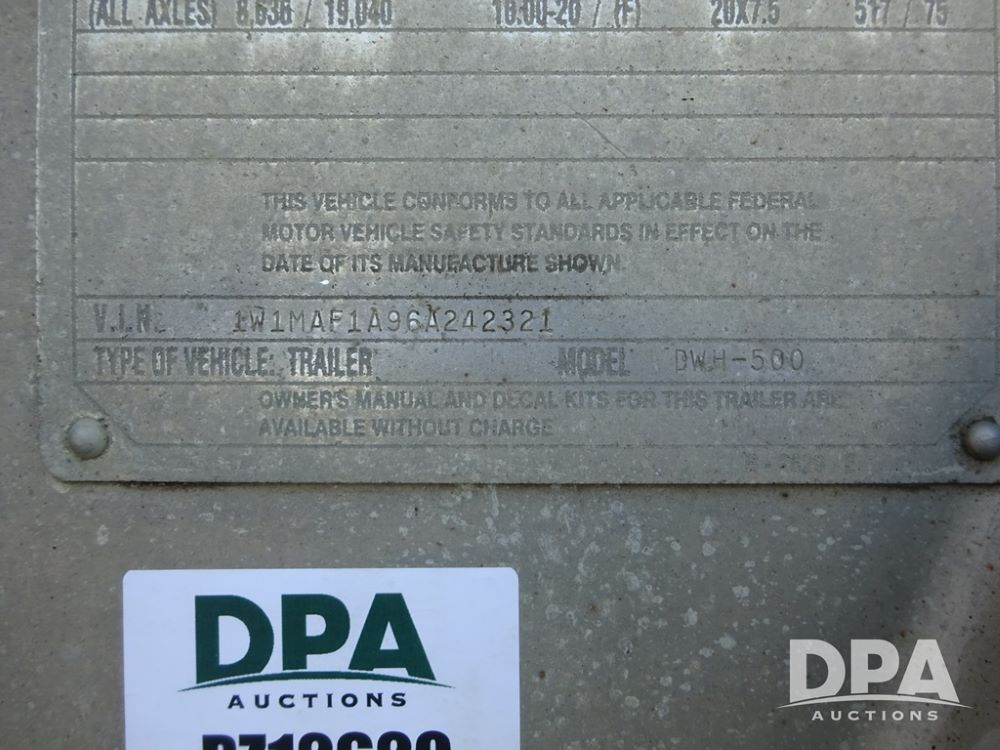 (ALL AXLES) 8,636 / 19,040 10.00-20 / (F) 20X7.5 517 / 75
THIS VEHICLE CONFORMS TO ALL APPLICABLE FEDERAL
MOTOR VEHICLE SAFETY STANDARDS IN EFFECT ON THE
DATE OF ITS MANUFACTURE SHOWN.
V.I.N. 1W1MAF1A96A242321
TYPE OF VEHICLE: TRAILER MODEL DWH-500
OWNER'S MANUAL AND DECAL KITS FOR THIS TRAILER ARE
AVAILABLE WITHOUT CHARGE
DPA
AUCTIONS
DPA
AUCTIONS